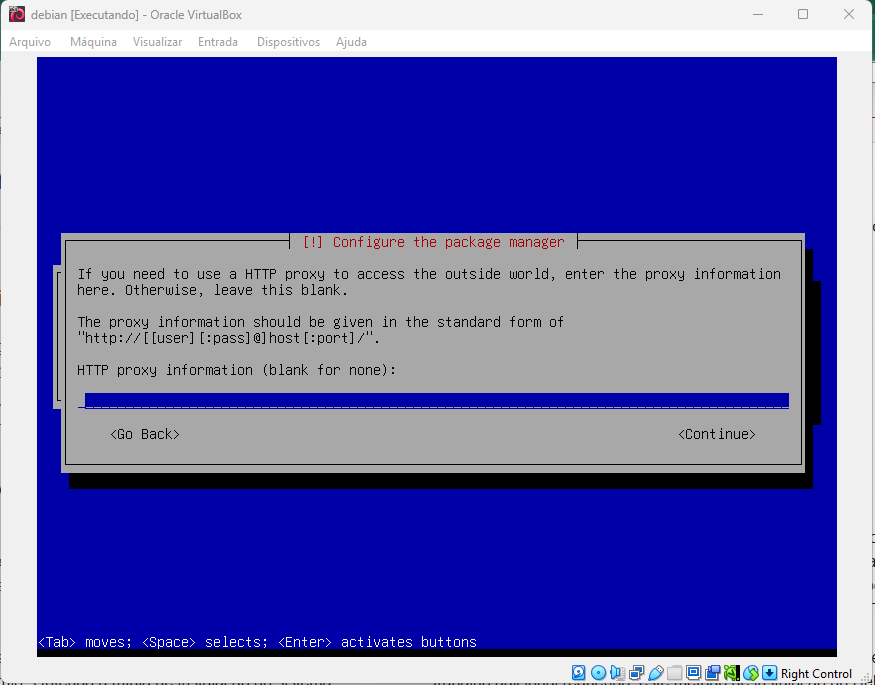 debian [Executando] - Oracle VirtualBox
Arquivo Máquina Visualizar Entrada Dispositivos Ajuda
[!] Configure the package manager
If you need to use a HTTP proxy to access the outside world, enter the proxy information
here. Otherwise, leave this blank.
The proxy information should be given in the standard form of
"http://[[user][:pass]@]host[:port]/".
HTTP proxy information (blank for none):
<Go Back> <Continue>
<Tab> moves; <Space> selects; <Enter> activates buttons
Right Control